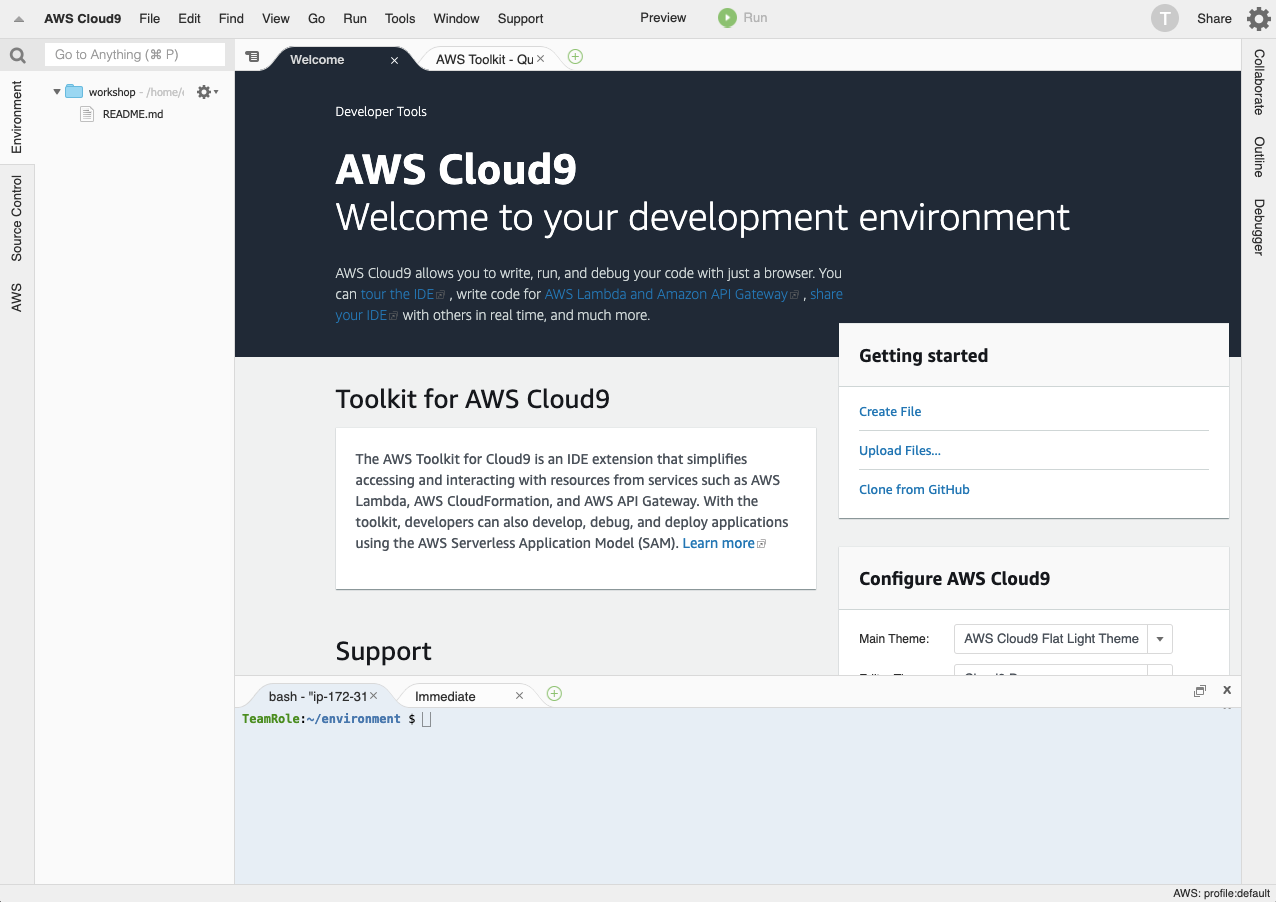 AWS Cloud9 File Edit Find View Go Run Tools Window Support Preview Run T Share
Go to Anything (⌘ P)
Welcome AWS Toolkit - Qu
Environment
Source Control
AWS
workshop - /home/
README.md
Developer Tools
AWS Cloud9
Welcome to your development environment
AWS Cloud9 allows you to write, run, and debug your code with just a browser. You
can tour the IDE , write code for AWS Lambda and Amazon API Gateway , share
your IDE with others in real time, and much more.
Toolkit for AWS Cloud9
The AWS Toolkit for Cloud9 is an IDE extension that simplifies
accessing and interacting with resources from services such as AWS
Lambda, AWS CloudFormation, and AWS API Gateway. With the
toolkit, developers can also develop, debug, and deploy applications
using the AWS Serverless Application Model (SAM). Learn more
Support
Getting started
Create File
Upload Files...
Clone from GitHub
Configure AWS Cloud9
Main Theme: AWS Cloud9 Flat Light Theme
Collaborate
Outline
Debugger
bash - "ip-172-31 Immediate
TeamRole:~/environment $
AWS: profile:default